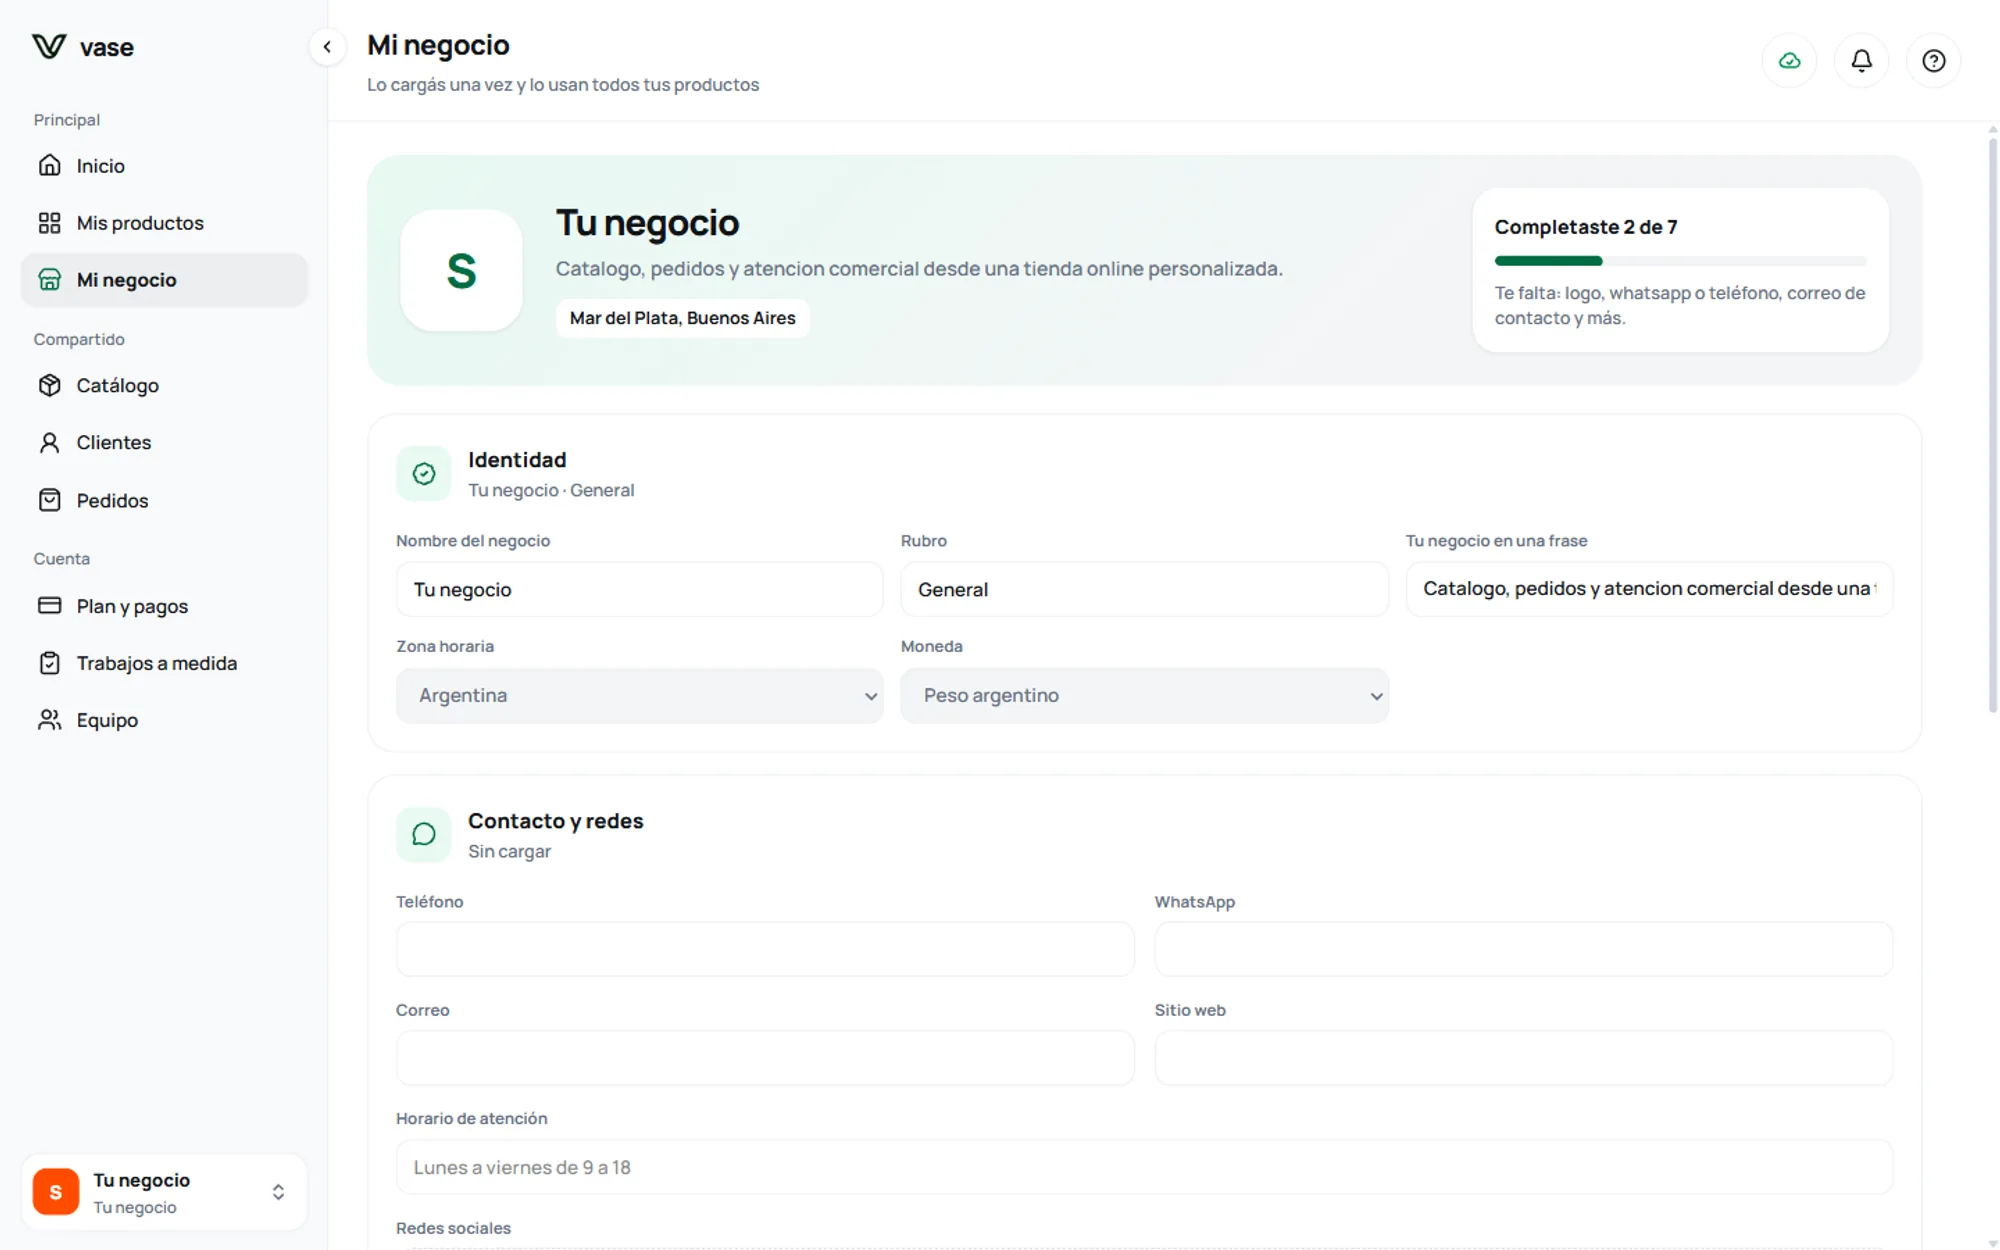 vase
Principal
Inicio
Mis productos
Mi negocio
Compartido
Catálogo
Clientes
Pedidos
Cuenta
Plan y pagos
Trabajos a medida
Equipo
S
Tu negocio
Tu negocio
Mi negocio
Lo cargás una vez y lo usan todos tus productos
S
Tu negocio
Catalogo, pedidos y atencion comercial desde una tienda online personalizada.
Mar del Plata, Buenos Aires
Completaste 2 de 7
Te falta: logo, whatsapp o teléfono, correo de
contacto y más.
Identidad
Tu negocio · General
Nombre del negocio
Rubro
Tu negocio en una frase
Tu negocio
General
Catalogo, pedidos y atencion comercial desde una
Zona horaria
Moneda
Argentina
Peso argentino
Contacto y redes
Sin cargar
Teléfono
WhatsApp
Correo
Sitio web
Horario de atención
Lunes a viernes de 9 a 18
Redes sociales